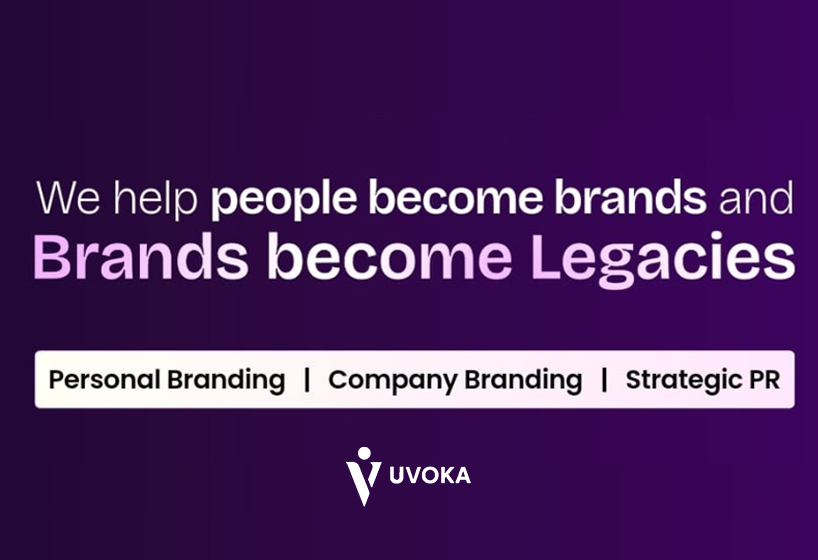 We help people become brands and
Brands become Legacies
Personal Branding | Company Branding | Strategic PR
UVOKA